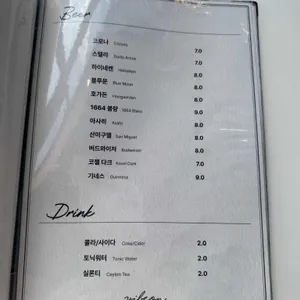 Beer
코로나 Corona 7.0
스텔라 Stella Artois 7.0
하이네켄 Heineken 8.0
블루문 Blue Moon 8.0
호가든 Hoegaarden 8.0
1664 블랑 1664 Blanc 9.0
아사히 Asahi 8.0
산미구엘 San Miguel 8.0
버드와이저 Budweiser 8.0
코젤 다크 Kozel Dark 7.0
기네스 Guinness 9.0
Drink
콜라/사이다 Coke/Cider 2.0
토닉워터 Tonic Water 2.0
실론티 Ceylon Tea 2.0